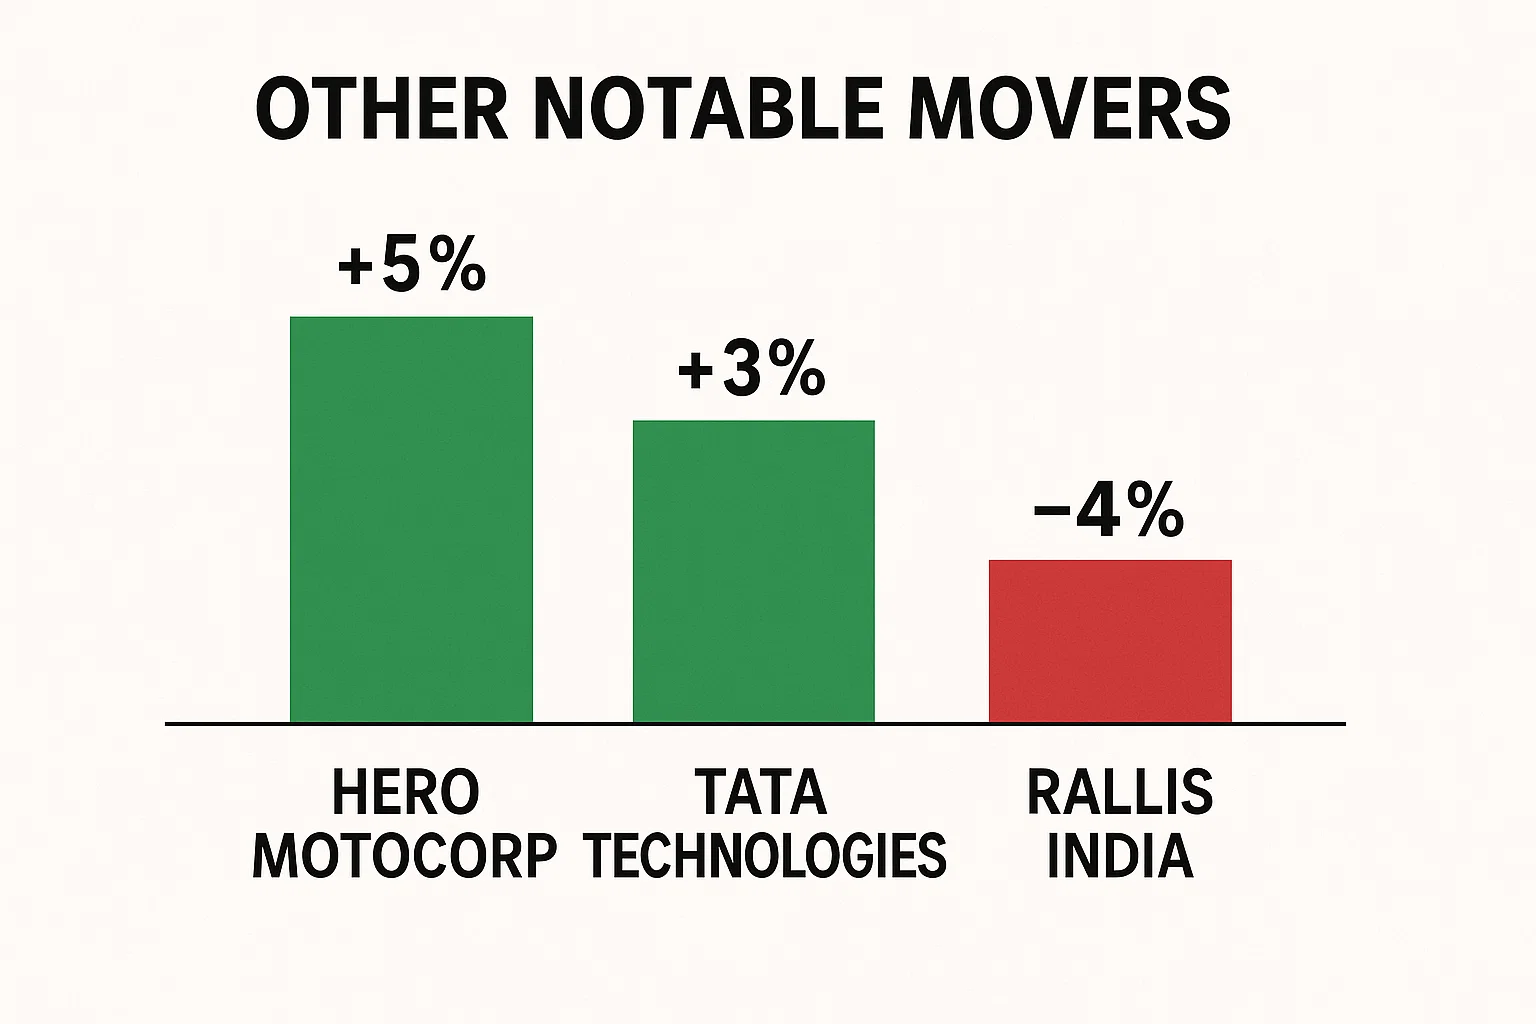 OTHER NOTABLE MOVERS
+5%
+3%
−4%
HERO
MOTOCORP
TATA
TECHNOLOGIES
RALLIS
INDIA